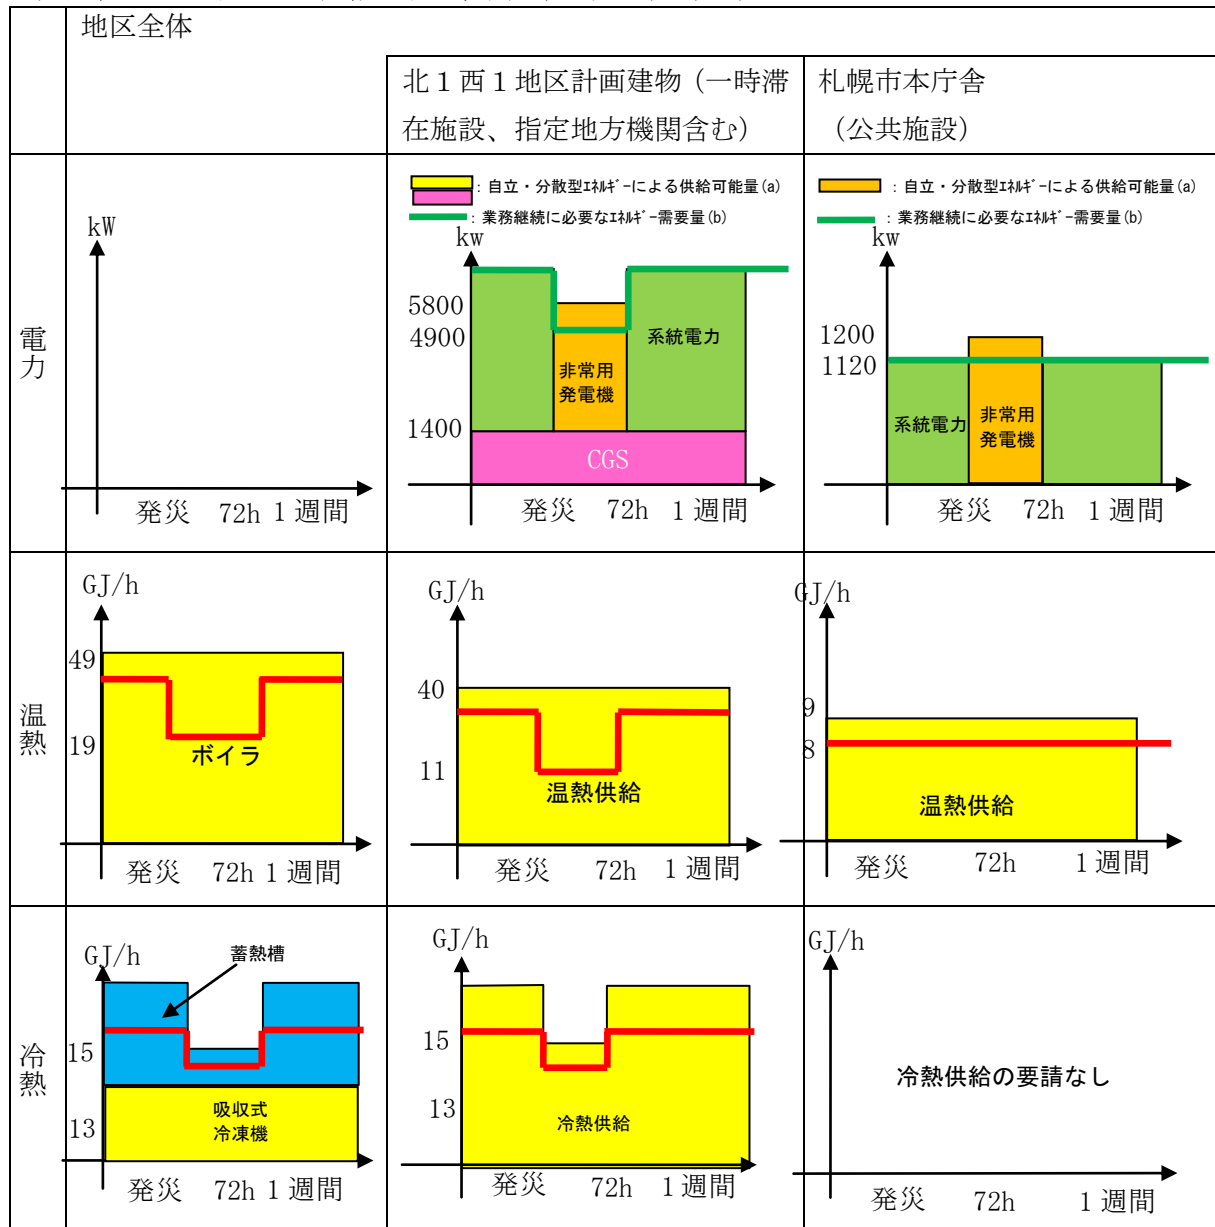 地区全体
北１西１地区計画建物（一時滞
在施設、指定地方機関含む）
札幌市本庁舎
（公共施設）
電力
kW
発災 72h 1 週間
：自立・分散型ｴﾈﾙｷﾞｰによる供給可能量(a)
：業務継続に必要なｴﾈﾙｷﾞｰ需要量(b)
kw
5800
4900
1400
系統電力
非常用
発電機
CGS
発災 72h 1 週間
：自立・分散型ｴﾈﾙｷﾞｰによる供給可能量(a)
：業務継続に必要なｴﾈﾙｷﾞｰ需要量(b)
kw
1200
1120
系統電力
非常用
発電機
発災 72h 1 週間
温熱
GJ/h
49
19
ボイラ
発災 72h 1 週間
GJ/h
40
11
温熱供給
発災 72h 1 週間
GJ/h
9
8
温熱供給
発災 72h 1 週間
冷熱
GJ/h
蓄熱槽
15
13
吸収式
冷凍機
発災 72h 1 週間
GJ/h
15
13
冷熱供給
発災 72h 1 週間
GJ/h
冷熱供給の要請なし
発災 72h 1 週間